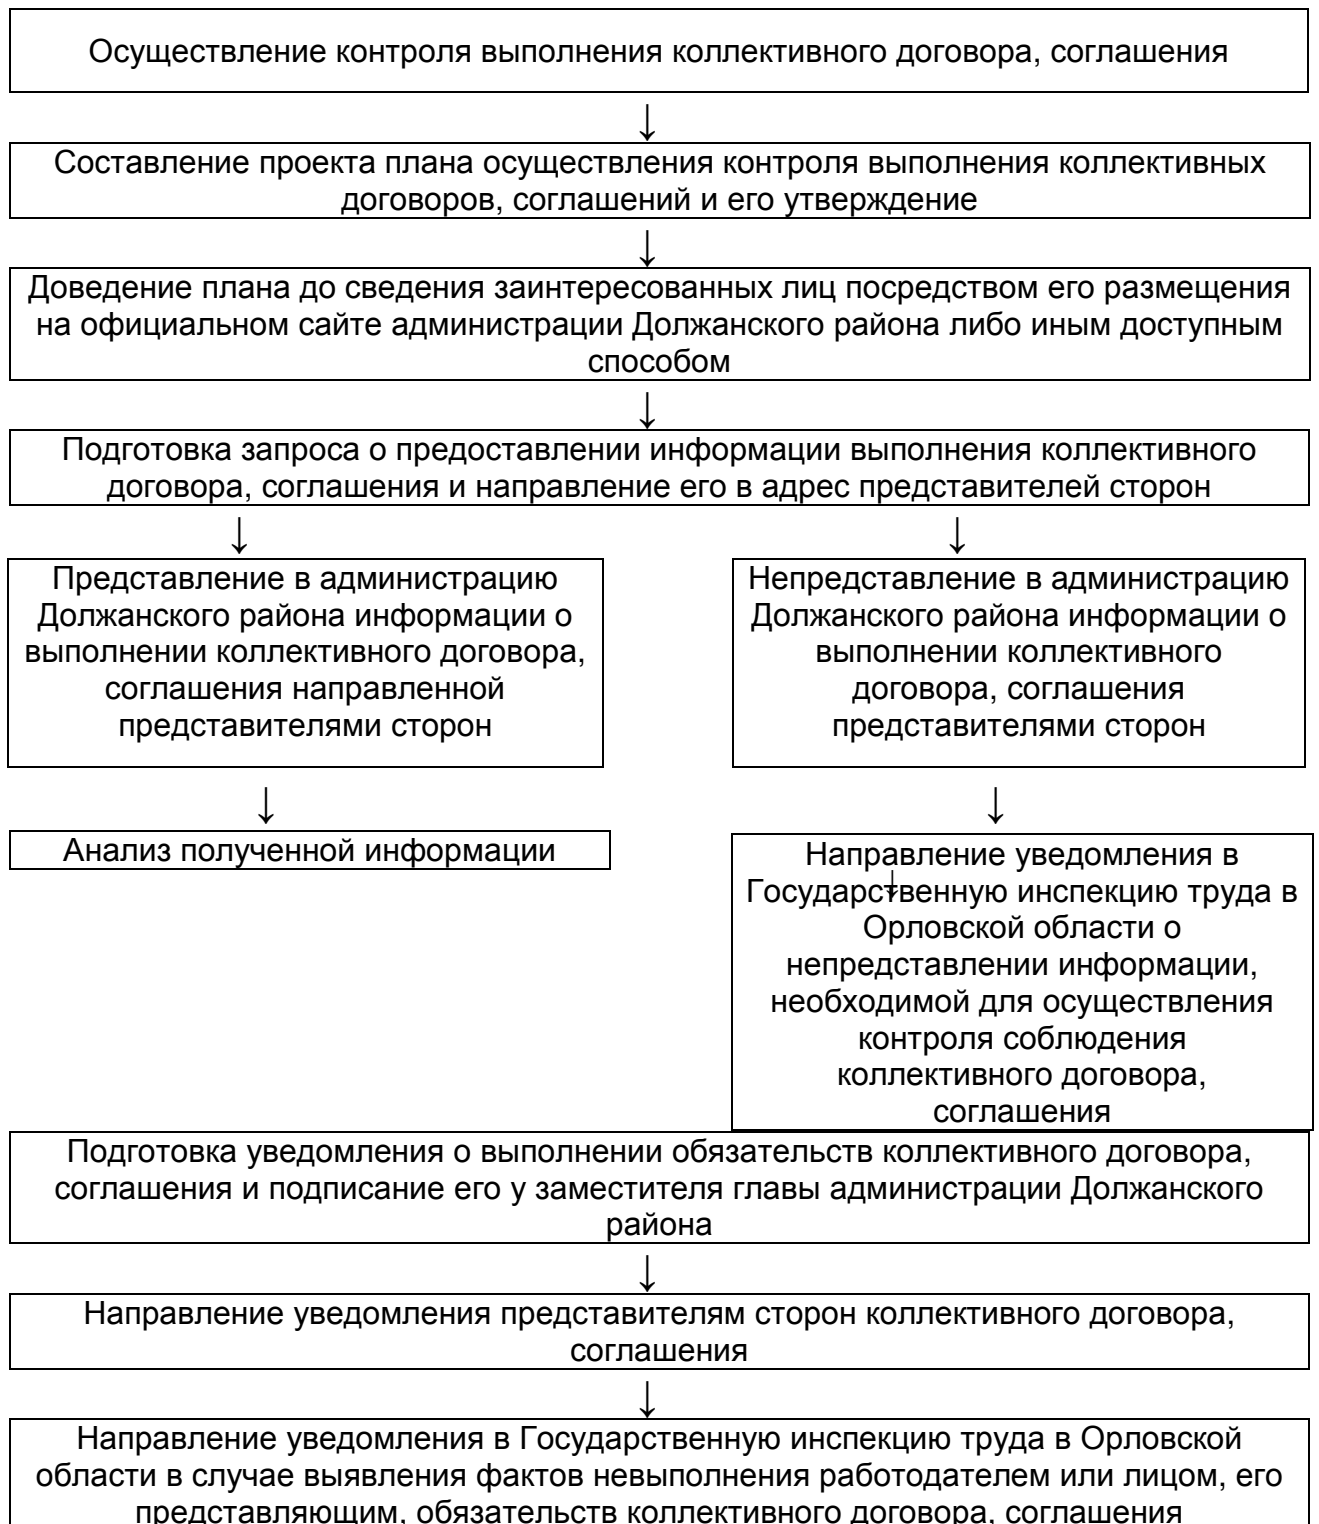 Осуществление контроля выполнения коллективного договора, соглашения
↓
Составление проекта плана осуществления контроля выполнения коллективных
договоров, соглашений и его утверждение
↓
Доведение плана до сведения заинтересованных лиц посредством его размещения
на официальном сайте администрации Должанского района либо иным доступным
способом
↓
Подготовка запроса о предоставлении информации выполнения коллективного
договора, соглашения и направление его в адрес представителей сторон
↓ ↓
Представление в администрацию
Должанского района информации о
выполнении коллективного договора,
соглашения направленной
представителями сторон
↓
Анализ полученной информации
Непредставление в администрацию
Должанского района информации о
выполнении коллективного
договора, соглашения
представителями сторон
↓
Направление уведомления в
Государственную инспекцию труда в
Орловской области о
непредставлении информации,
необходимой для осуществления
контроля соблюдения
коллективного договора,
соглашения
↓
Подготовка уведомления о выполнении обязательств коллективного договора,
соглашения и подписание его у заместителя главы администрации Должанского
района
↓
Направление уведомления представителям сторон коллективного договора,
соглашения
↓
Направление уведомления в Государственную инспекцию труда в Орловской
области в случае выявления фактов невыполнения работодателем или лицом, его
представляющим, обязательств коллективного договора, соглашения